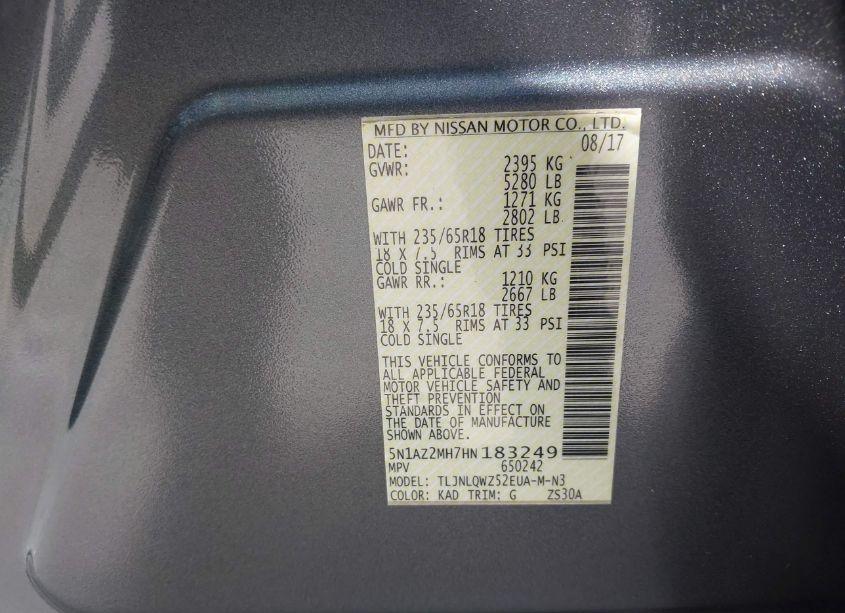 MFD BY NISSAN MOTOR CO., LTD.
DATE: 08/17
GVWR: 2395 KG
5280 LB
GAWR FR.: 1271 KG
2802 LB
WITH 235/65R18 TIRES
18 X 7.5 RIMS AT 33 PSI
COLD SINGLE
GAWR RR.: 1210 KG
2667 LB
WITH 235/65R18 TIRES
18 X 7.5 RIMS AT 33 PSI
COLD SINGLE
THIS VEHICLE CONFORMS TO
ALL APPLICABLE FEDERAL
MOTOR VEHICLE SAFETY AND
THEFT PREVENTION
STANDARDS IN EFFECT ON
THE DATE OF MANUFACTURE
SHOWN ABOVE.
5N1AZ2MH7HN183249
MPV 650242
MODEL: TLJNLQWZ52EUA-M-N3
COLOR: KAD TRIM: G ZS30A